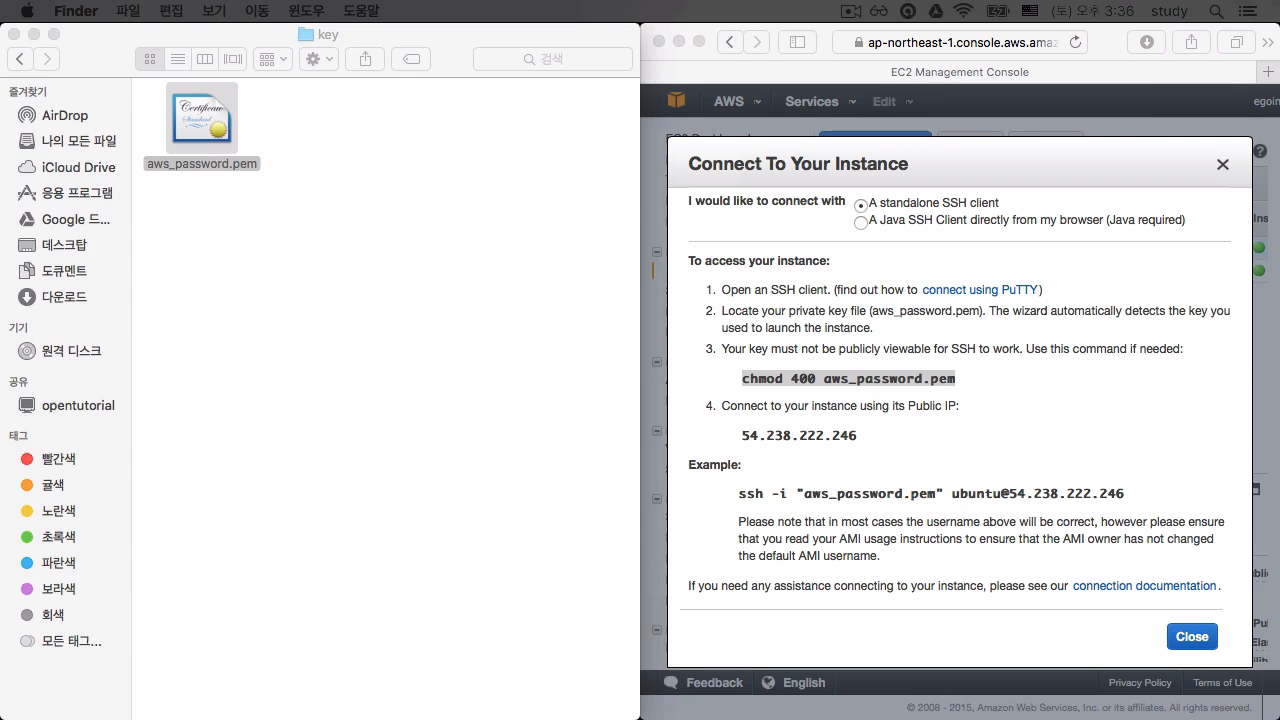 Finder 파일 편집 보기 이동 윈도우 도움말
(토) 오후 3:36 study
key
검색
즐겨찾기
AirDrop
나의 모든 파일
iCloud Drive
응용 프로그램
Google 드...
데스크탑
도큐멘트
다운로드
기기
원격 디스크
공유
opentutorial
태그
빨간색
귤색
노란색
초록색
파란색
보라색
회색
모든 태그...
Certificate
Standard
aws_password.pem
ap-northeast-1.console.aws.amaz
EC2 Management Console
AWS Services Edit egoin
Connect To Your Instance
I would like to connect with
A standalone SSH client
A Java SSH Client directly from my browser (Java required)
To access your instance:
1. Open an SSH client. (find out how to connect using PuTTY)
2. Locate your private key file (aws_password.pem). The wizard automatically detects the key you
used to launch the instance.
3. Your key must not be publicly viewable for SSH to work. Use this command if needed:
chmod 400 aws_password.pem
4. Connect to your instance using its Public IP:
54.238.222.246
Example:
ssh -i "aws_password.pem" ubuntu@54.238.222.246
Please note that in most cases the username above will be correct, however please ensure
that you read your AMI usage instructions to ensure that the AMI owner has not changed
the default AMI username.
If you need any assistance connecting to your instance, please see our connection documentation.
Close
Feedback English Privacy Policy Terms of Use
© 2008 - 2015, Amazon Web Services, Inc. or its affiliates. All rights reserved.